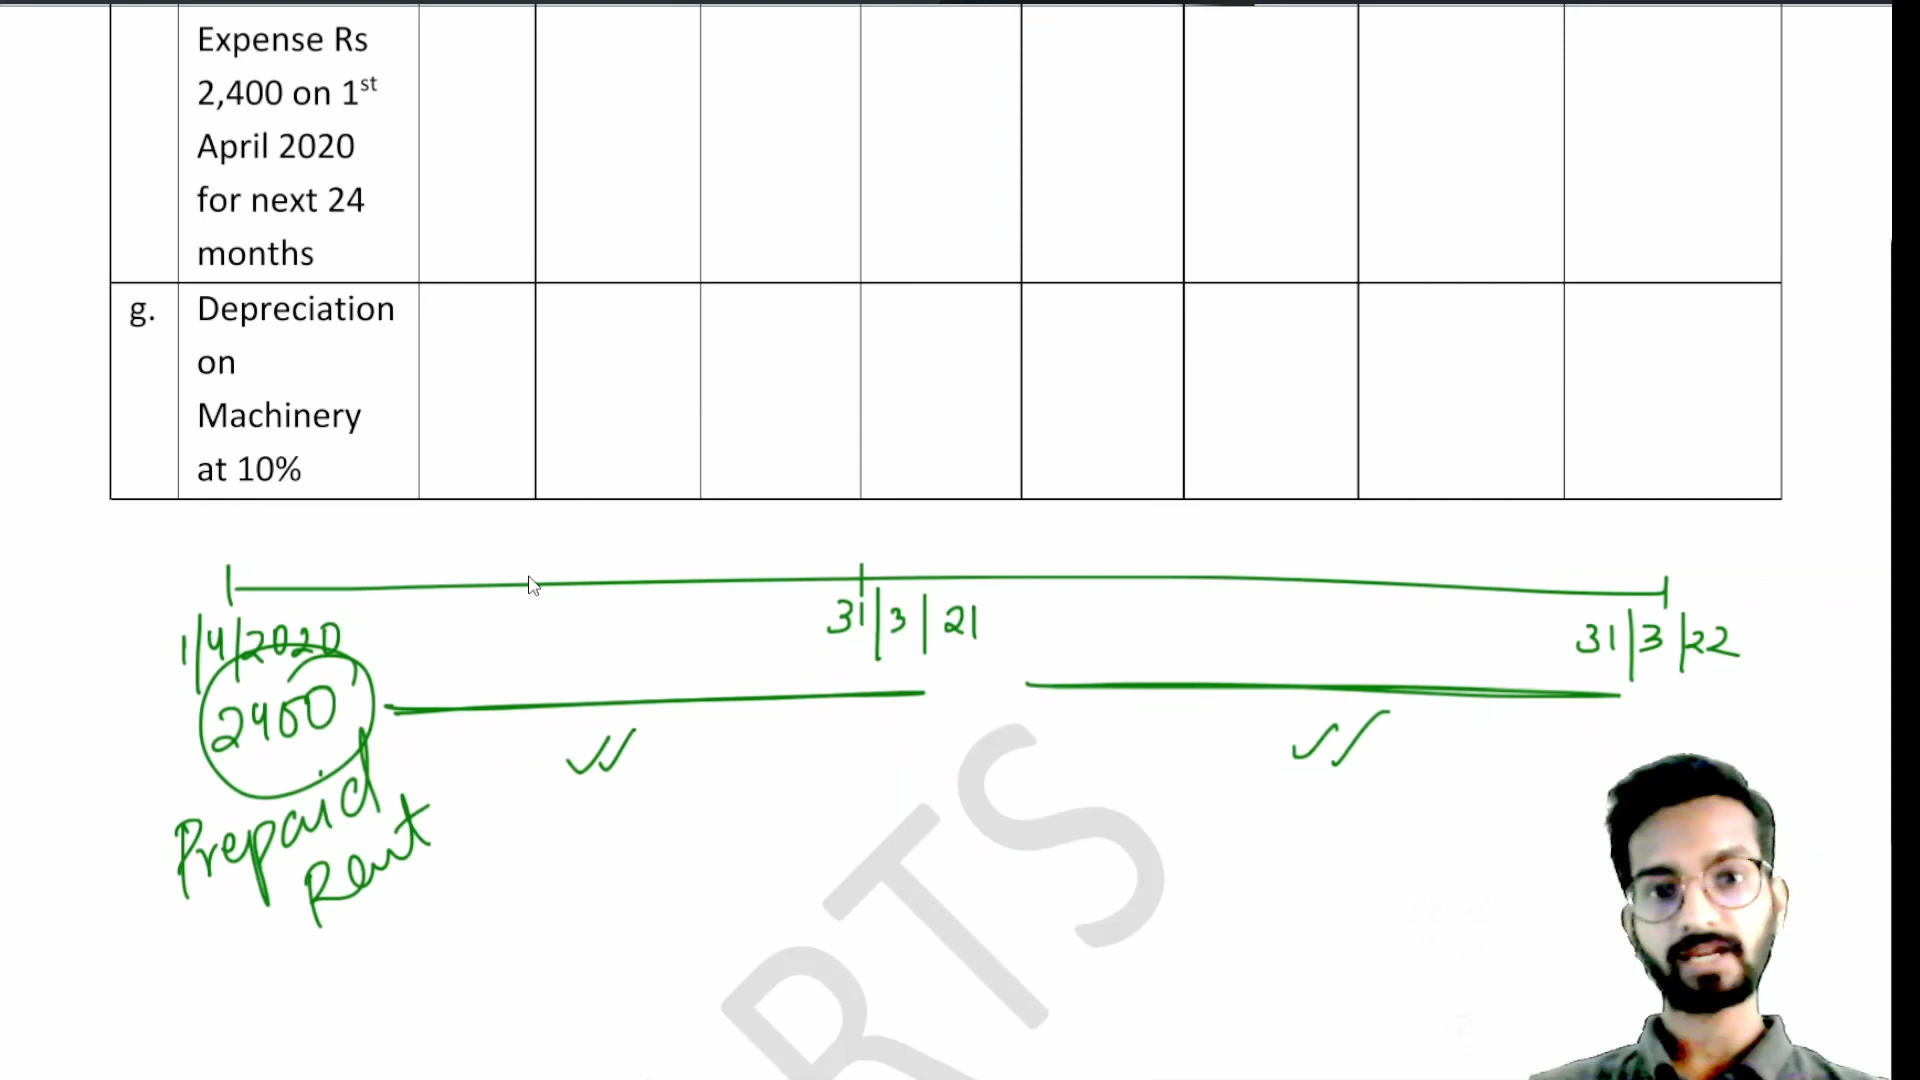 Expense Rs
2,400 on 1st
April 2020
for next 24
months
g. Depreciation
on
Machinery
at 10%
1/4/2020
31/3/21
31/3/22
2400
Prepaid
Rent
RTS